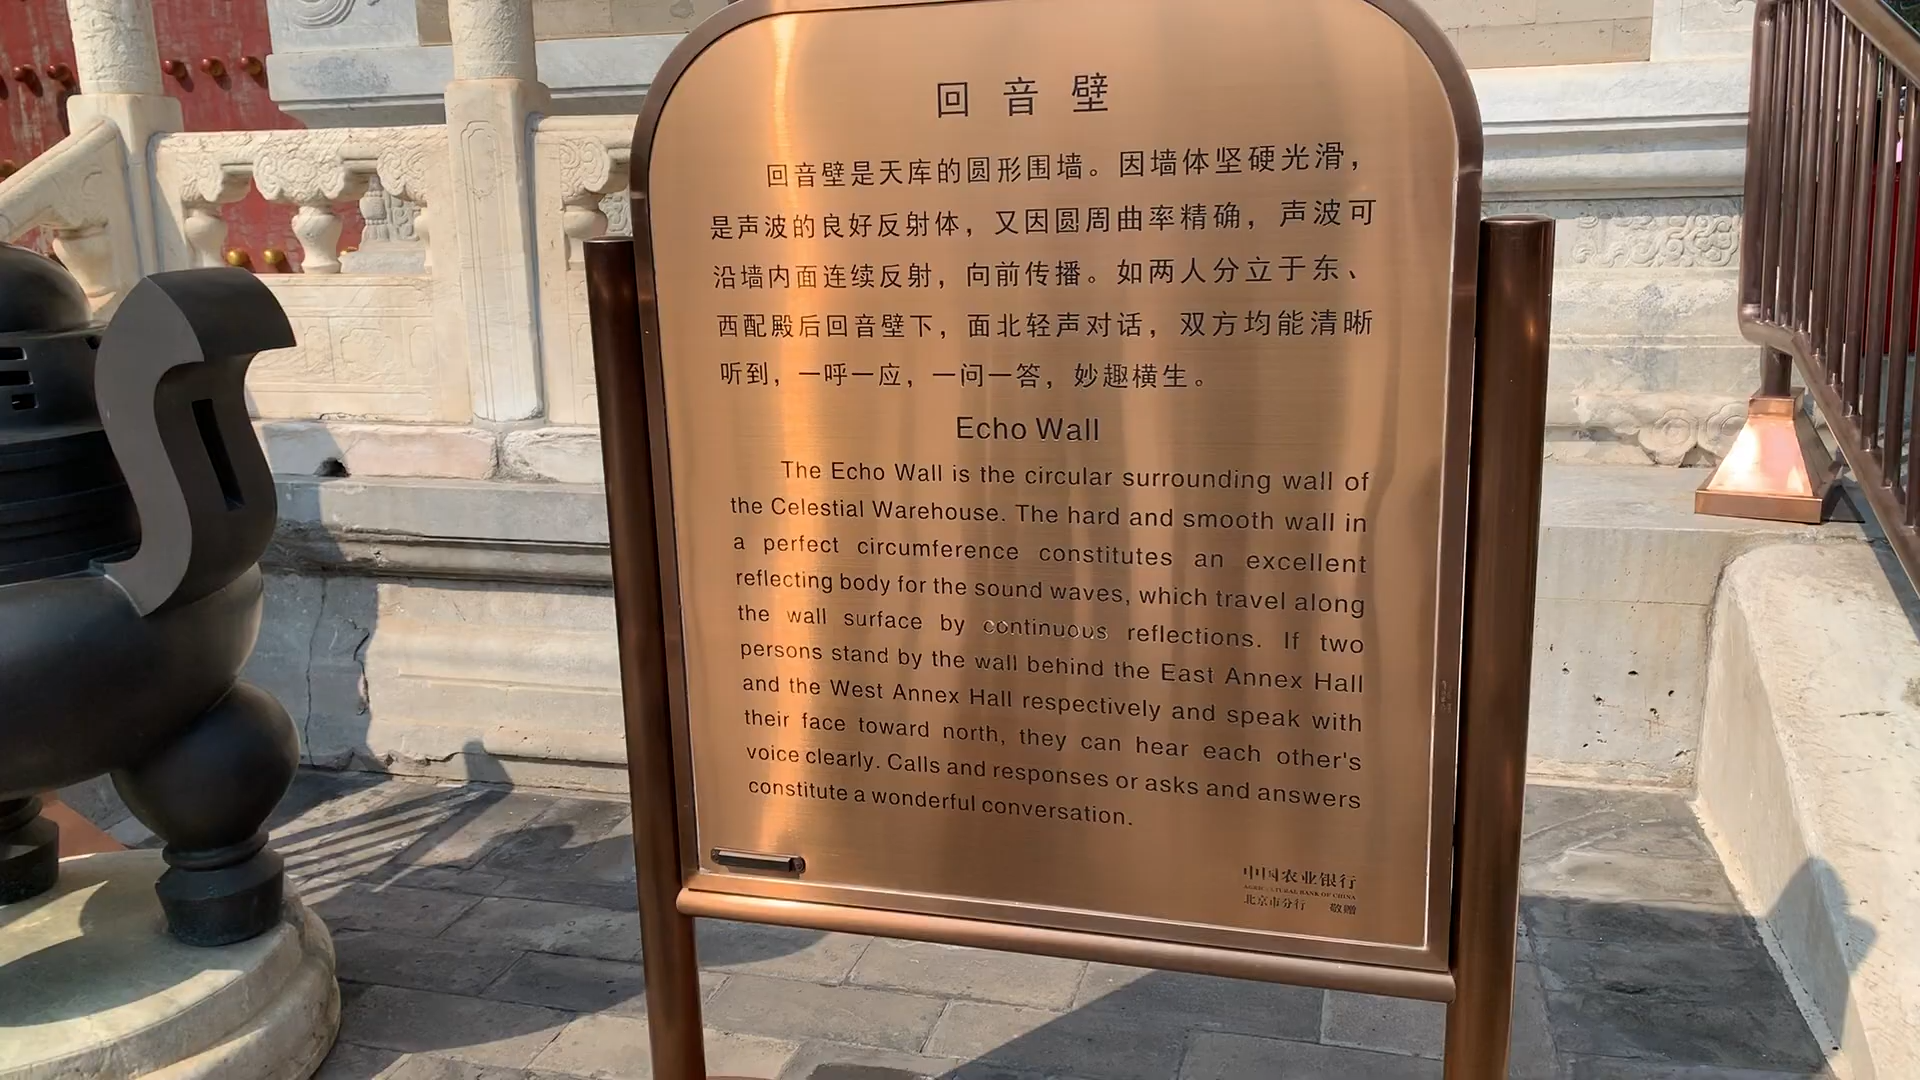 回音壁
回音壁是天库的圆形围墙。因墙体坚硬光滑，
是声波的良好反射体，又因圆周曲率精确，声波可
沿墙内面连续反射，向前传播。如两人分立于东、
西配殿后回音壁下，面北轻声对话，双方均能清晰
听到，一呼一应，一问一答，妙趣横生。
Echo Wall
The Echo Wall is the circular surrounding wall of
the Celestial Warehouse. The hard and smooth wall in
a perfect circumference constitutes an excellent
reflecting body for the sound waves, which travel along
the wall surface by continuous reflections. If two
persons stand by the wall behind the East Annex Hall
and the West Annex Hall respectively and speak with
their face toward north, they can hear each other's
voice clearly. Calls and responses or asks and answers
constitute a wonderful conversation.
中国农业银行
AGRICULTURAL BANK OF CHINA
北京市分行 敬赠